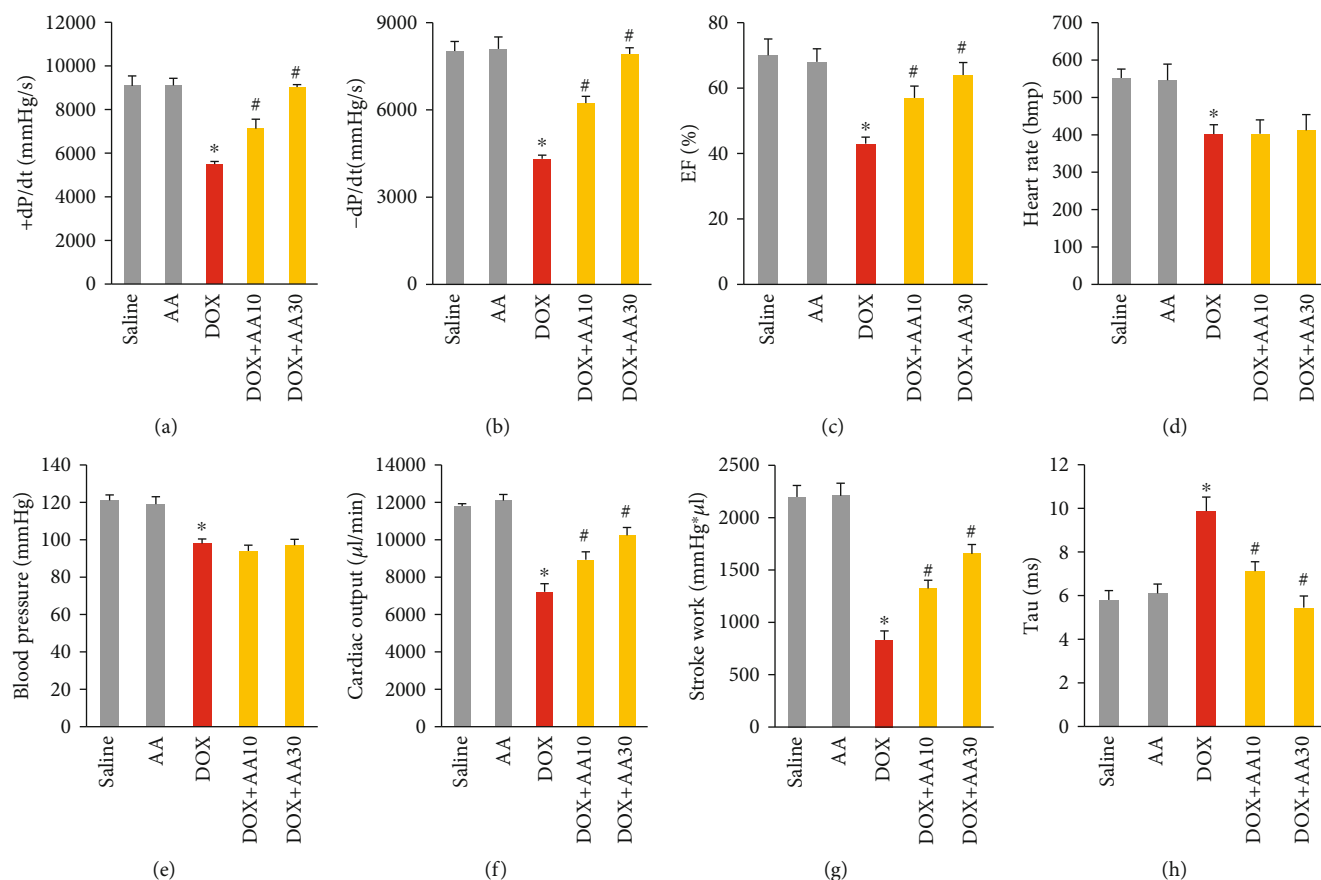 +dP/dt (mmHg/s)
12000
10000
8000
6000
4000
2000
0
*
#
#
Saline
AA
DOX
DOX+AA10
DOX+AA30
(a)
−dP/dt(mmHg/s)
9000
6000
3000
0
*
#
#
Saline
AA
DOX
DOX+AA10
DOX+AA30
(b)
EF (%)
80
60
40
20
0
*
#
#
Saline
AA
DOX
DOX+AA10
DOX+AA30
(c)
Heart rate (bmp)
700
600
500
400
300
200
100
0
*
Saline
AA
DOX
DOX+AA10
DOX+AA30
(d)
Blood pressure (mmHg)
140
120
100
80
60
40
20
0
*
Saline
AA
DOX
DOX+AA10
DOX+AA30
(e)
Cardiac output (μl/min)
14000
12000
10000
8000
6000
4000
2000
0
*
#
#
Saline
AA
DOX
DOX+AA10
DOX+AA30
(f)
Stroke work (mmHg*μl)
2500
2000
1500
1000
500
0
*
#
#
Saline
AA
DOX
DOX+AA10
DOX+AA30
(g)
Tau (ms)
12
10
8
6
4
2
0
*
#
#
Saline
AA
DOX
DOX+AA10
DOX+AA30
(h)